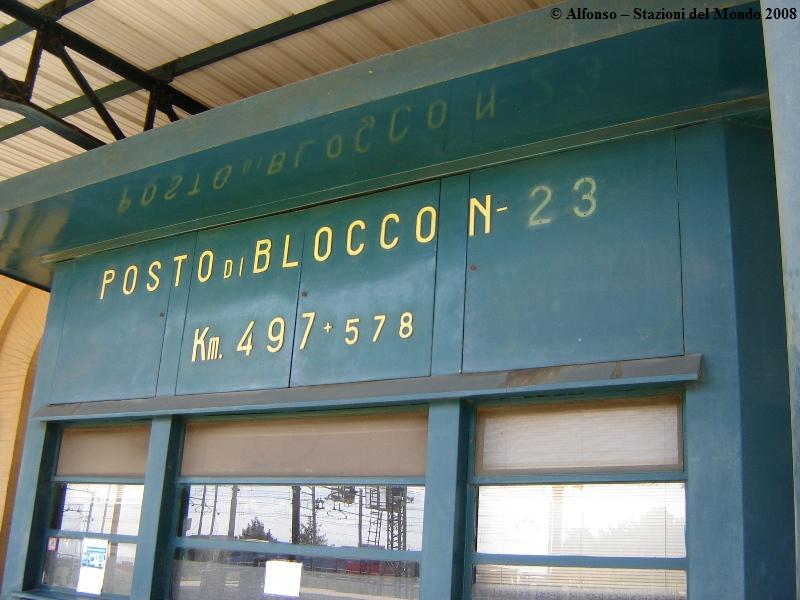 © Alfonso – Stazioni del Mondo 2008
POSTO DI BLOCCO N- 23
Km. 497+578